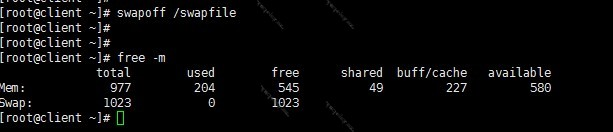 [root@client ~]# swapoff /swapfile
[root@client ~]#
[root@client ~]#
[root@client ~]# free -m
total used free shared buff/cache available
Mem: 977 204 545 49 227 580
Swap: 1023 0 1023
[root@client ~]#